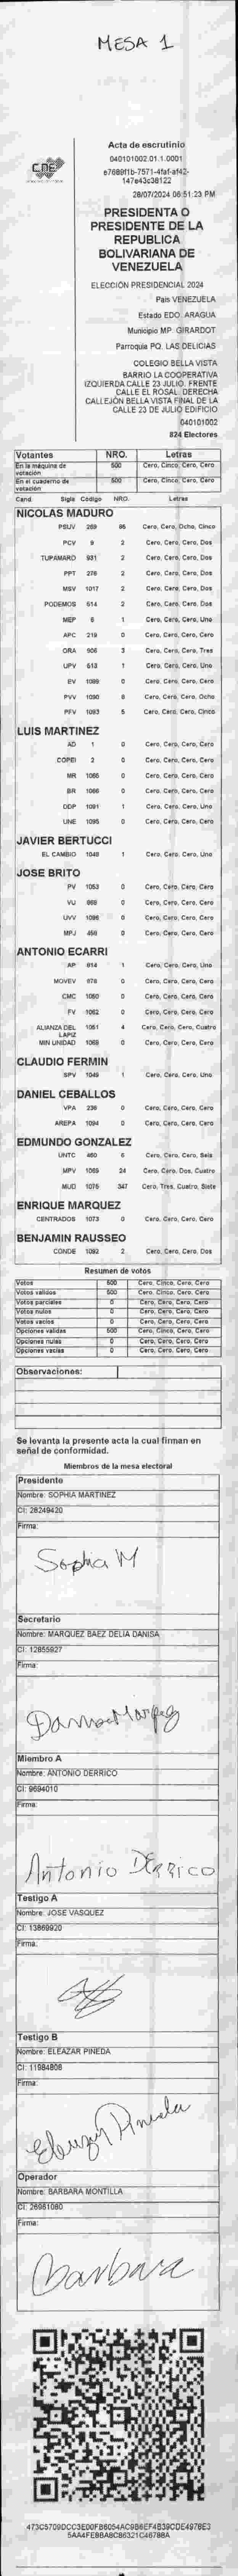 MESA 1
CNE
Acta de escrutinio
040101002.01.1.0001
28/07/2024 06:51:23 PM
PRESIDENTA O
PRESIDENTE DE LA
REPUBLICA
BOLIVARIANA DE
VENEZUELA
ELECCIÓN PRESIDENCIAL 2024
País VENEZUELA
Estado EDO. ARAGUA
Municipio MP. GIRARDOT
Parroquia PQ. LAS DELICIAS
COLEGIO BELLA VISTA
BARRIO LA COOPERATIVA
IZQUIERDA CALLE 23 JULIO. FRENTE
CALLE EL ROSAL. DERECHA
CALLEJÓN BELLA VISTA FINAL DE LA
CALLE 23 DE JULIO EDIFICIO
040101002
824 Electores
Votantes NRO. Letras
En la máquina de votación 500 Cero, Cinco, Cero, Cero
En el cuaderno de votación 500 Cero, Cinco, Cero, Cero
Cand Sigla Código NRO. Letras
NICOLAS MADURO
PSUV 269 86 Cero, Cero, Ocho, Cinco
PCV 9 2 Cero, Cero, Cero, Dos
TUPAMARO 931 2 Cero, Cero, Cero, Dos
PPT 278 2 Cero, Cero, Cero, Dos
MSV 1017 2 Cero, Cero, Cero, Dos
PODEMOS 614 2 Cero, Cero, Cero, Dos
MEP 6 1 Cero, Cero, Cero, Uno
APC 219 0 Cero, Cero, Cero, Cero
ORA 906 3 Cero, Cero, Cero, Tres
UPV 513 1 Cero, Cero, Cero, Uno
EV 1099 0 Cero, Cero, Cero, Cero
PVV 1090 8 Cero, Cero, Cero, Ocho
PFV 1093 5 Cero, Cero, Cero, Cinco
LUIS MARTINEZ
AD 1 0 Cero, Cero, Cero, Cero
COPEI 2 0 Cero, Cero, Cero, Cero
MR 1065 0 Cero, Cero, Cero, Cero
BR 1066 0 Cero, Cero, Cero, Cero
DDP 1091 1 Cero, Cero, Cero, Uno
UNE 1095 0 Cero, Cero, Cero, Cero
JAVIER BERTUCCI
EL CAMBIO 1048 1 Cero, Cero, Cero, Uno
JOSE BRITO
PV 1053 0 Cero, Cero, Cero, Cero
VU 989 0 Cero, Cero, Cero, Cero
UVV 1096 0 Cero, Cero, Cero, Cero
MPJ 459 0 Cero, Cero, Cero, Cero
ANTONIO ECARRI
AP 914 1 Cero, Cero, Cero, Uno
MOVEV 978 0 Cero, Cero, Cero, Cero
CMC 1050 0 Cero, Cero, Cero, Cero
FV 1062 0 Cero, Cero, Cero, Cero
ALIANZA DEL LAPIZ 1051 4 Cero, Cero, Cero, Cuatro
MIN UNIDAD 1068 0 Cero, Cero, Cero, Cero
CLAUDIO FERMIN
SPV 1049 1 Cero, Cero, Cero, Uno
DANIEL CEBALLOS
VPA 236 0 Cero, Cero, Cero, Cero
AREPA 1094 0 Cero, Cero, Cero, Cero
EDMUNDO GONZALEZ
UNTC 460 6 Cero, Cero, Cero, Seis
MPV 1069 24 Cero, Cero, Dos, Cuatro
MUD 1075 347 Cero, Tres, Cuatro, Siete
ENRIQUE MARQUEZ
CENTRADOS 1073 0 Cero, Cero, Cero, Cero
BENJAMIN RAUSSEO
CONDE 1092 2 Cero, Cero, Cero, Dos
Resumen de votos
Votos 500 Cero, Cinco, Cero, Cero
Votos validos 500 Cero, Cinco, Cero, Cero
Votos parciales 0 Cero, Cero, Cero, Cero
Votos nulos 0 Cero, Cero, Cero, Cero
Votos vacios 0 Cero, Cero, Cero, Cero
Opciones validas 500 Cero, Cinco, Cero, Cero
Opciones nulas 0 Cero, Cero, Cero, Cero
Opciones vacias 0 Cero, Cero, Cero, Cero
Observaciones:
Se levanta la presente acta la cual firman en
señal de conformidad.
Miembros de la mesa electoral
Presidente
Nombre: SOPHIA MARTINEZ
CI: 28249420
Firma:
Sophia M
Secretario
Nombre: MARQUEZ BAEZ DELIA DANISA
CI: 12855927
Firma:
Miembro A
Nombre: ANTONIO DERRICO
CI: 9694010
Firma:
Antonio DERRICO
Testigo A
Nombre: JOSE VASQUEZ
CI: 13869920
Firma:
Testigo B
Nombre: ELEAZAR PINEDA
CI: 11984808
Firma:
Eleazar Pineda
Operador
Nombre: BARBARA MONTILLA
CI: 26981080
Firma:
Barbara